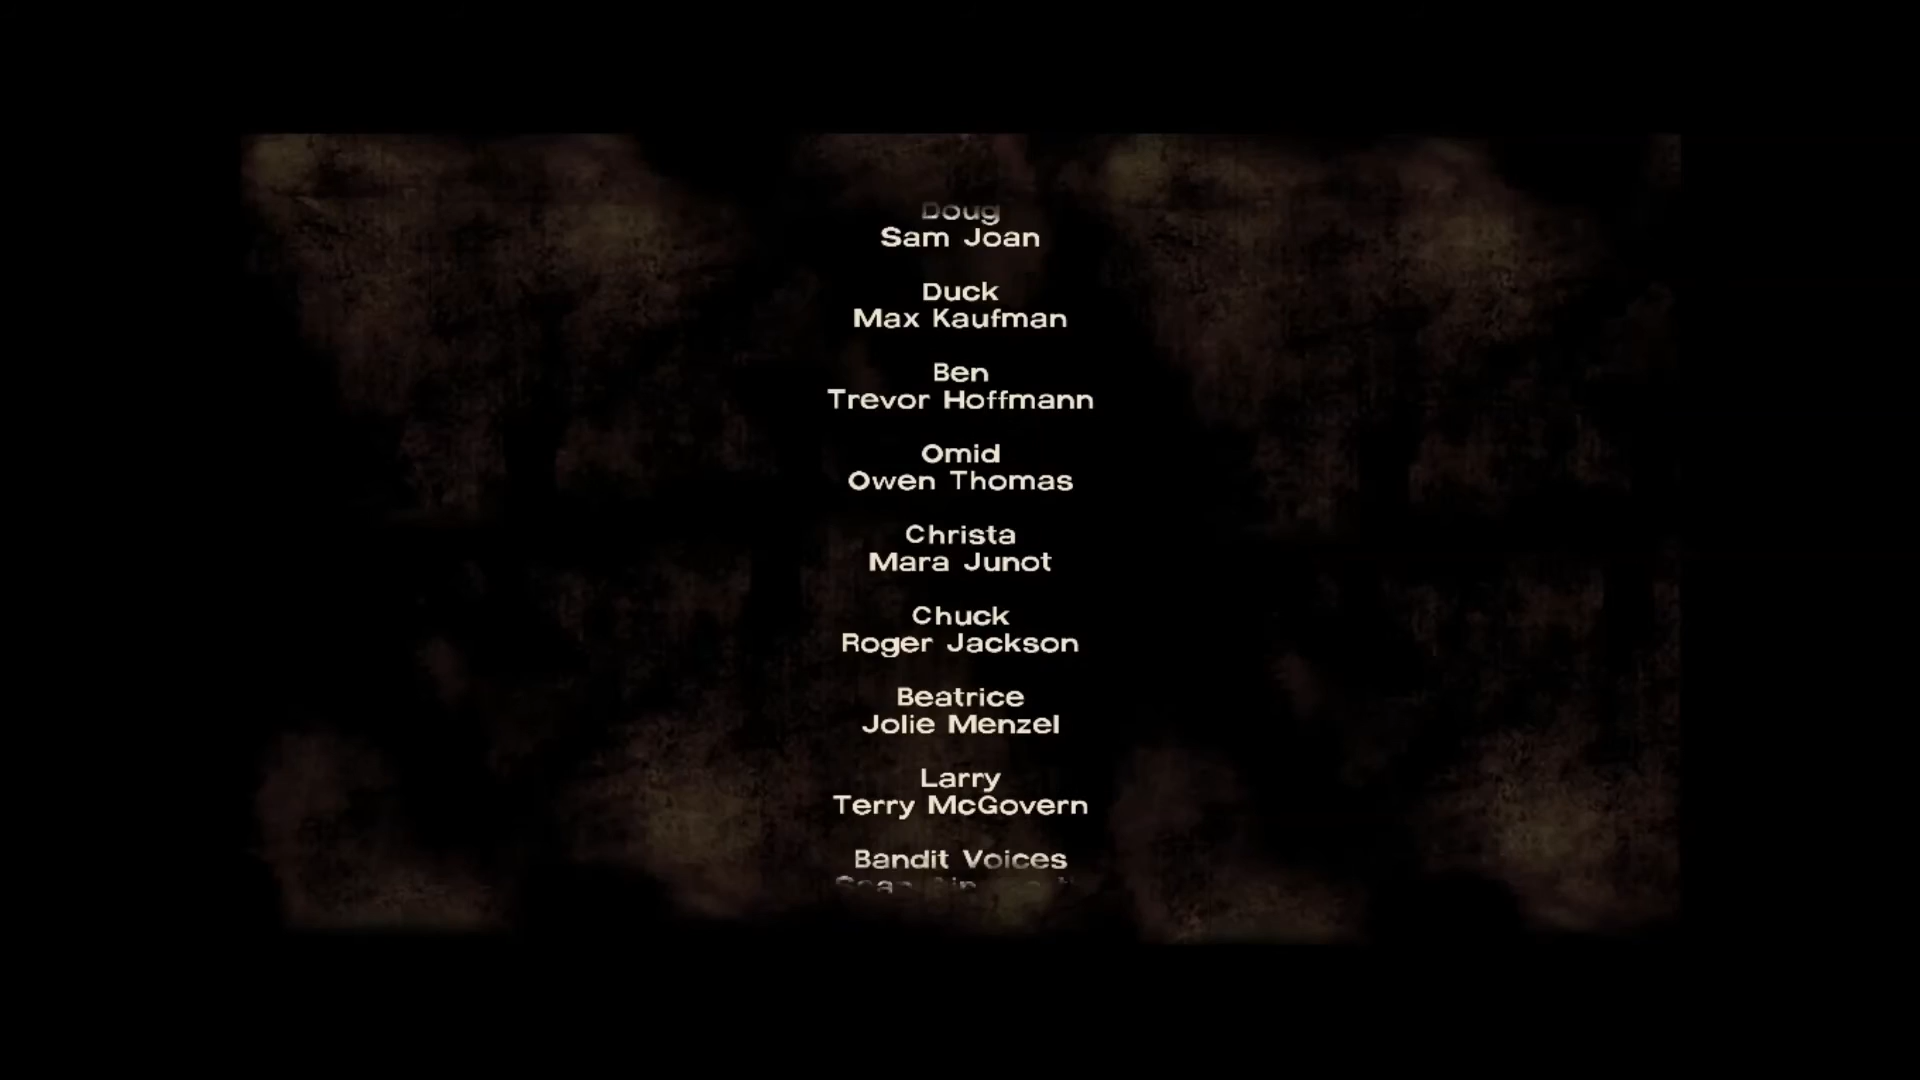 Doug
Sam Joan
Duck
Max Kaufman
Ben
Trevor Hoffmann
Omid
Owen Thomas
Christa
Mara Junot
Chuck
Roger Jackson
Beatrice
Jolie Menzel
Larry
Terry McGovern
Bandit Voices